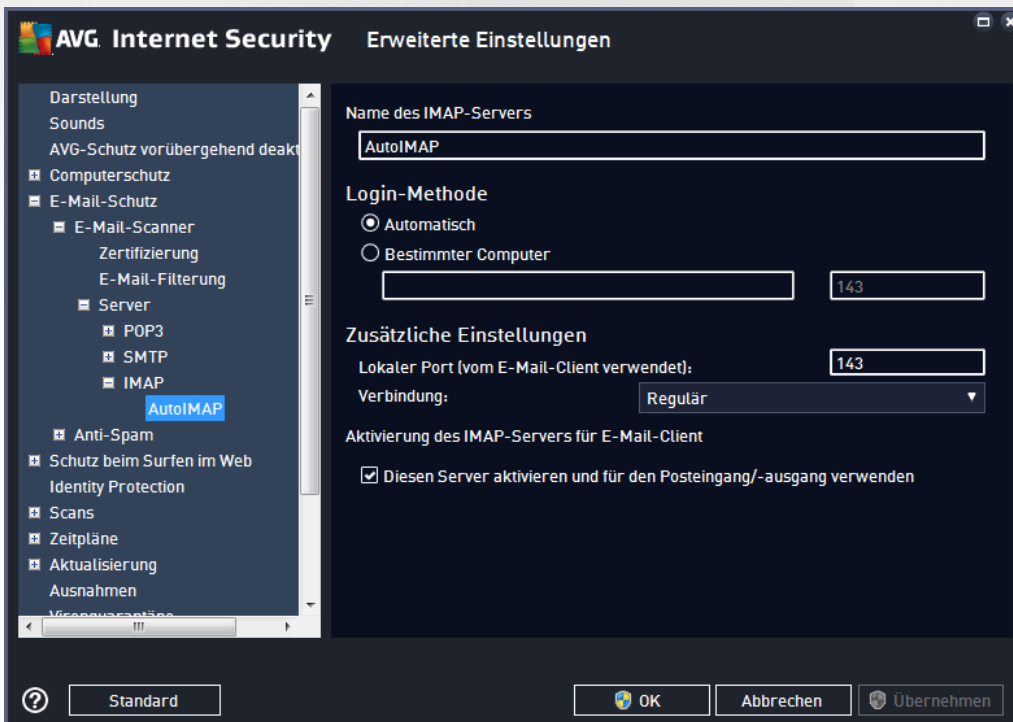 AVG. Internet Security Erweiterte Einstellungen
Darstellung
Sounds
AVG-Schutz vorübergehend deakt
Computerschutz
E-Mail-Schutz
E-Mail-Scanner
Zertifizierung
E-Mail-Filterung
Server
POP3
SMTP
IMAP
AutoIMAP
Anti-Spam
Schutz beim Surfen im Web
Identity Protection
Scans
Zeitpläne
Aktualisierung
Ausnahmen
Virenquarantäne
Name des IMAP-Servers
AutoIMAP
Login-Methode
Automatisch
Bestimmter Computer
143
Zusätzliche Einstellungen
Lokaler Port (vom E-Mail-Client verwendet): 143
Verbindung: Regulär
Aktivierung des IMAP-Servers für E-Mail-Client
Diesen Server aktivieren und für den Posteingang/-ausgang verwenden
Standard OK Abbrechen Übernehmen